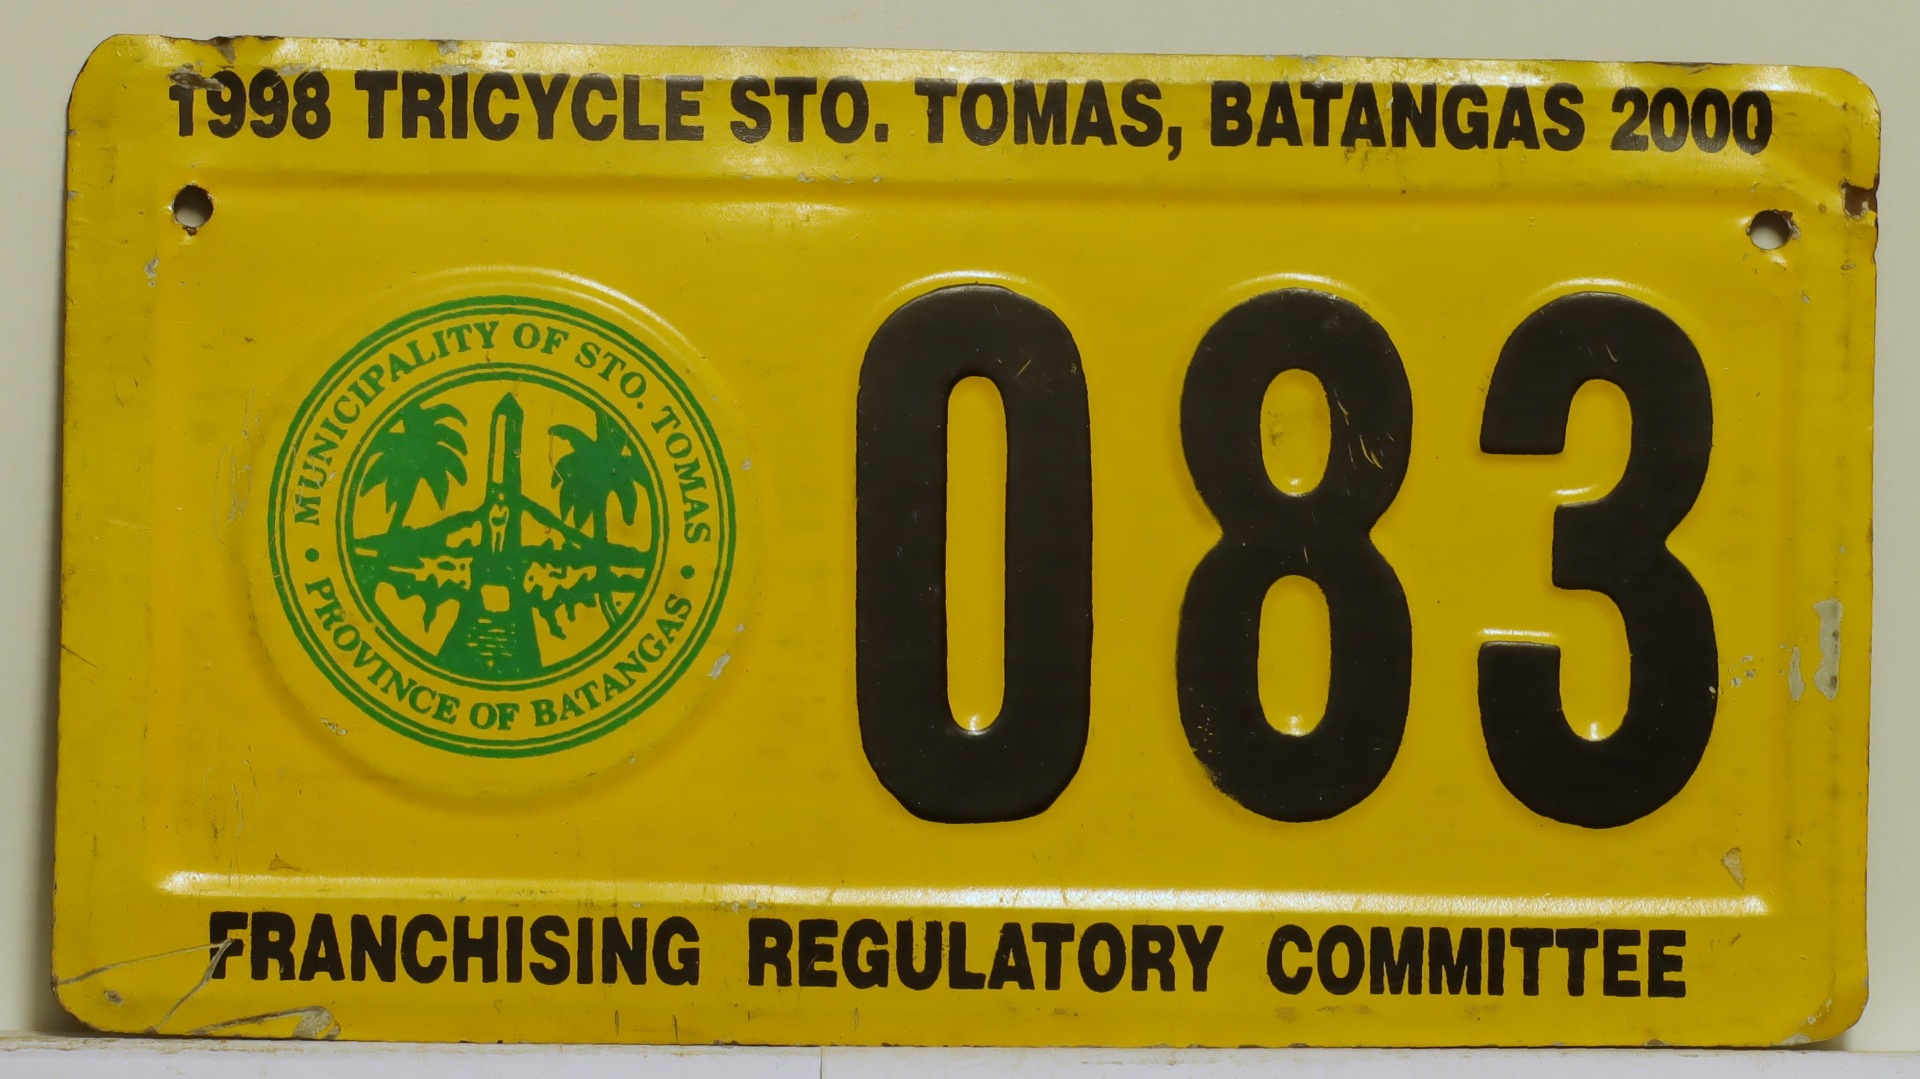 1998 TRICYCLE STO. TOMAS, BATANGAS 2000
MUNICIPALITY OF STO. TOMAS
• PROVINCE OF BATANGAS •
083
FRANCHISING REGULATORY COMMITTEE